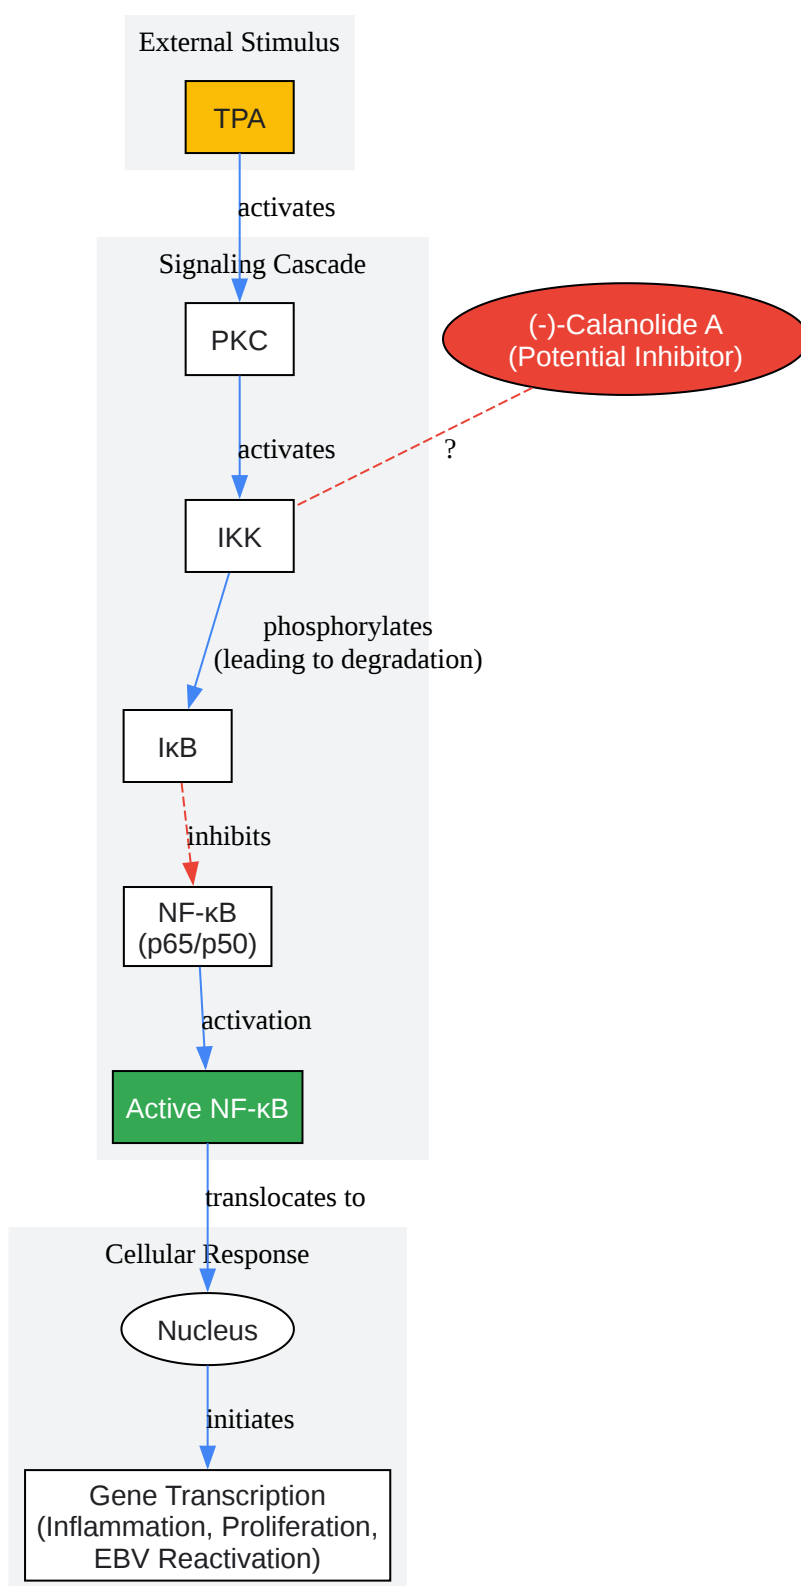 External Stimulus
TPA
activates
Signaling Cascade
PKC
(-)-Calanolide A
(Potential Inhibitor)
activates
?
IKK
phosphorylates
(leading to degradation)
IκB
inhibits
NF-κB
(p65/p50)
activation
Active NF-κB
translocates to
Cellular Response
Nucleus
initiates
Gene Transcription
(Inflammation, Proliferation,
EBV Reactivation)